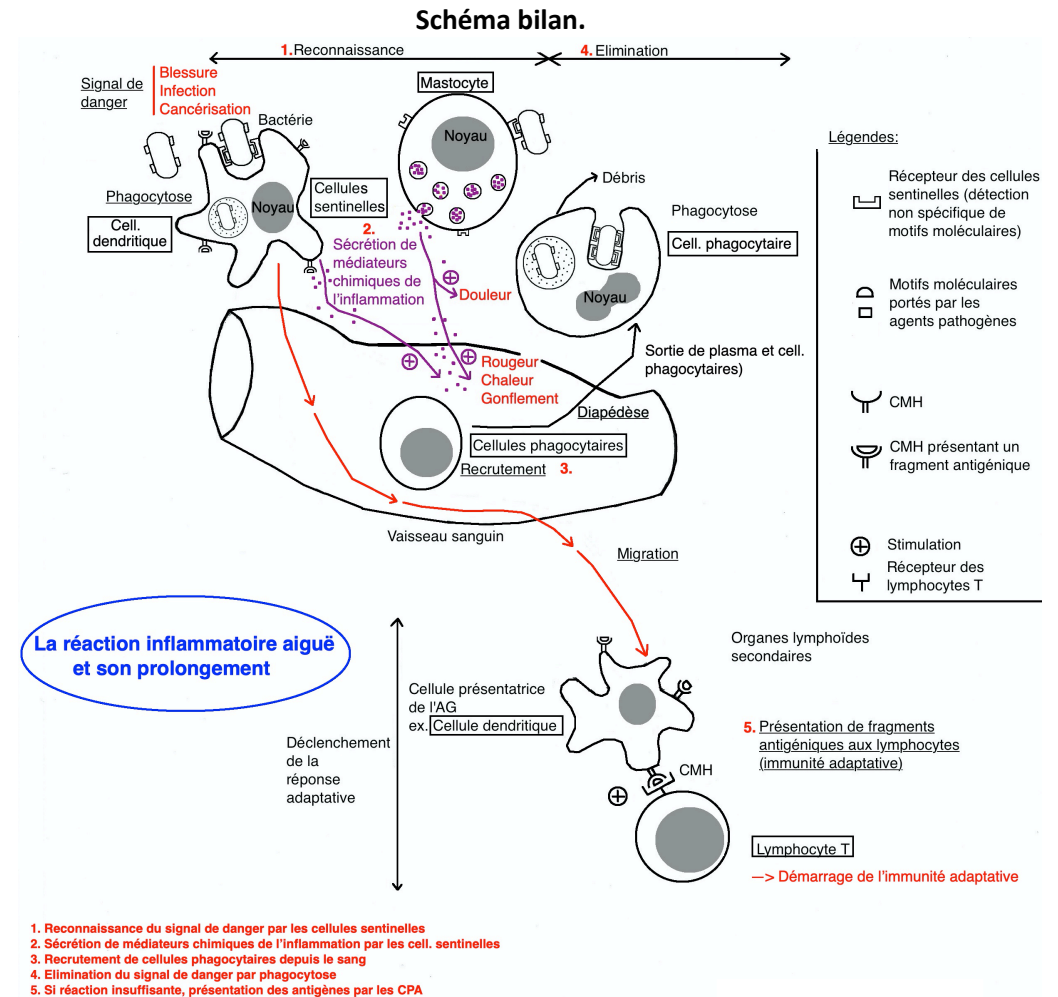 Schéma bilan.
1. Reconnaissance
4. Elimination
Signal de
danger
Blessure
Infection
Cancérisation
Bactérie
Mastocyte
Noyau
Phagocytose
Cell.
dendritique
Noyau
Cellules
sentinelles
2.
Sécrétion de
médiateurs
chimiques de
l'inflammation
Douleur
Débris
Phagocytose
Cell. phagocytaire
Noyau
Rougeur
Chaleur
Gonflement
Sortie de plasma et cell.
phagocytaires)
Diapédèse
Cellules phagocytaires
Recrutement 3.
Vaisseau sanguin
Migration
Légendes:
Récepteur des cellules
sentinelles (détection
non spécifique de
motifs moléculaires)
Motifs moléculaires
portés par les
agents pathogènes
CMH
CMH présentant un
fragment antigénique
Stimulation
Récepteur des
lymphocytes T
La réaction inflammatoire aiguë
et son prolongement
Organes lymphoïdes
secondaires
Cellule présentatrice
de l'AG
ex. Cellule dendritique
Déclenchement
de la
réponse
adaptative
5. Présentation de fragments
antigéniques aux lymphocytes
(immunité adaptative)
CMH
Lymphocyte T
—> Démarrage de l'immunité adaptative
1. Reconnaissance du signal de danger par les cellules sentinelles
2. Sécrétion de médiateurs chimiques de l'inflammation par les cell. sentinelles
3. Recrutement de cellules phagocytaires depuis le sang
4. Elimination du signal de danger par phagocytose
5. Si réaction insuffisante, présentation des antigènes par les CPA